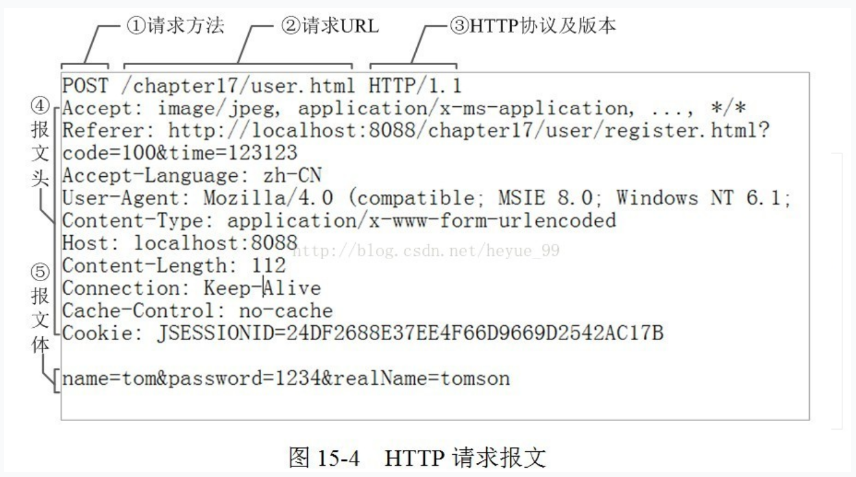 ①请求方法 ②请求URL ③HTTP协议及版本
POST /chapter17/user.html HTTP/1.1
④报文头
Accept: image/jpeg, application/x-ms-application, ..., */*
Referer: http://localhost:8088/chapter17/user/register.html?
code=100&time=123123
Accept-Language: zh-CN
User-Agent: Mozilla/4.0 (compatible; MSIE 8.0; Windows NT 6.1;
Content-Type: application/x-www-form-urlencoded
Host: localhost:8088
http://blog.csdn.net/heyue_99
Content-Length: 112
Connection: Keep-Alive
Cache-Control: no-cache
Cookie: JSESSIONID=24DF2688E37EE4F66D9669D2542AC17B
⑤报文体
name=tom&password=1234&realName=tomson
图 15-4 HTTP 请求报文